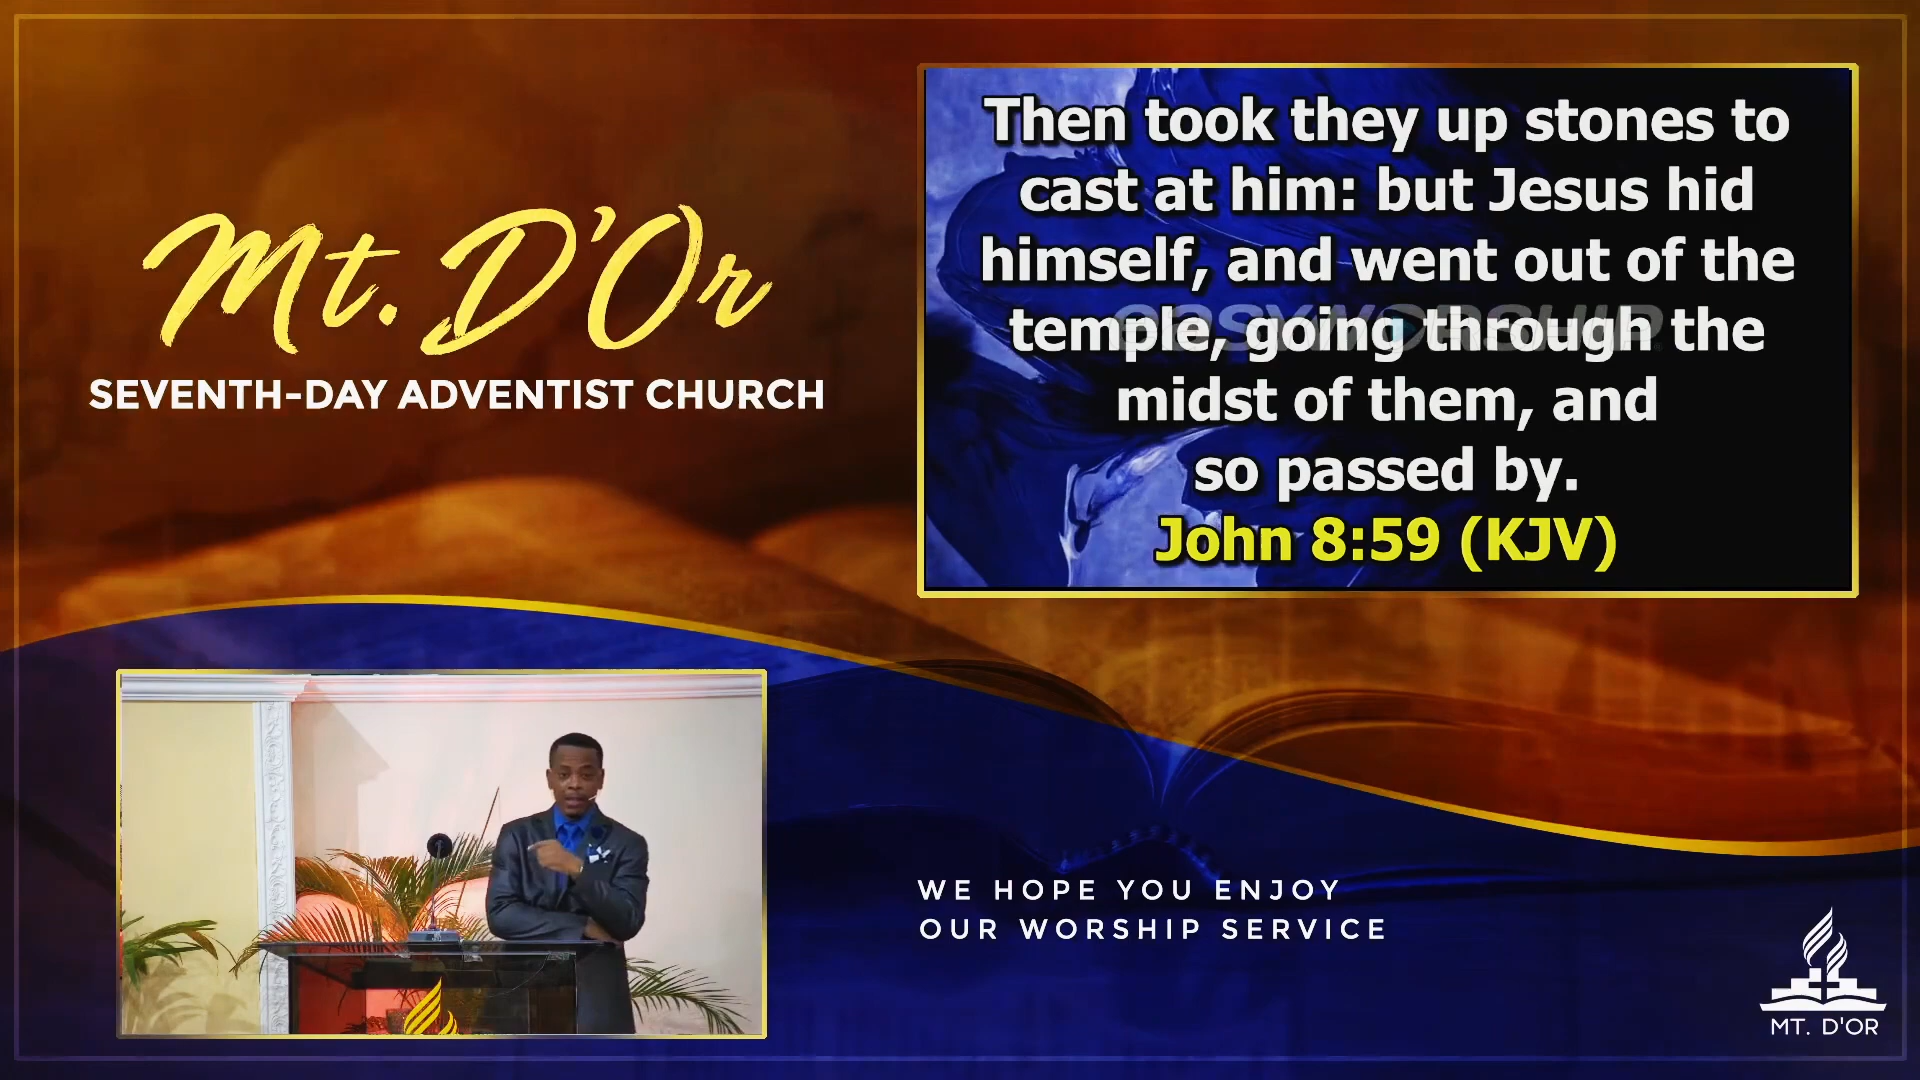 Mt. D'Or
SEVENTH-DAY ADVENTIST CHURCH
Then took they up stones to
cast at him: but Jesus hid
himself, and went out of the
temple, going through the
midst of them, and
so passed by.
John 8:59 (KJV)
easyworship
WE HOPE YOU ENJOY
OUR WORSHIP SERVICE
MT. D'OR